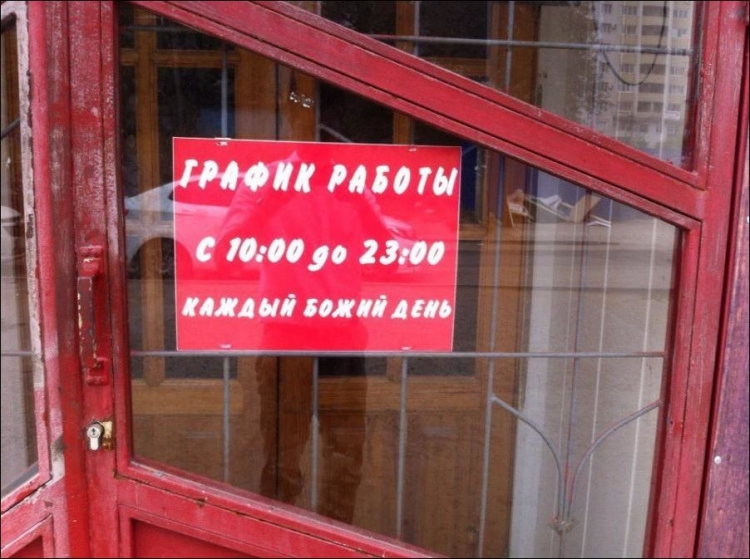 ГРАФИК РАБОТЫ
С 10:00 до 23:00
КАЖДЫЙ БОЖИЙ ДЕНЬ